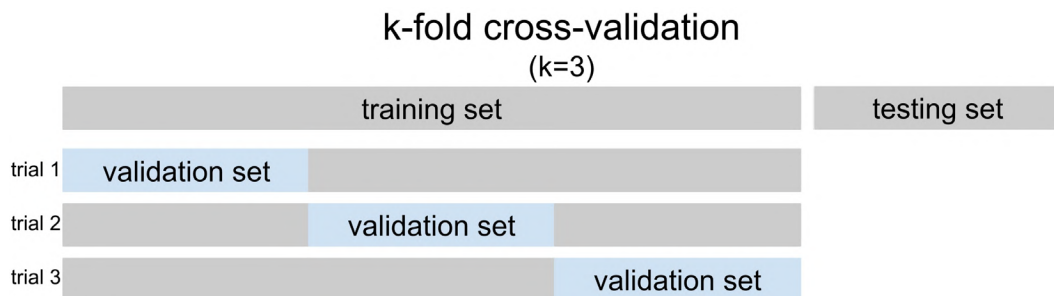 k-fold cross-validation
(k=3)
training set testing set
trial 1 validation set
trial 2 validation set
trial 3 validation set